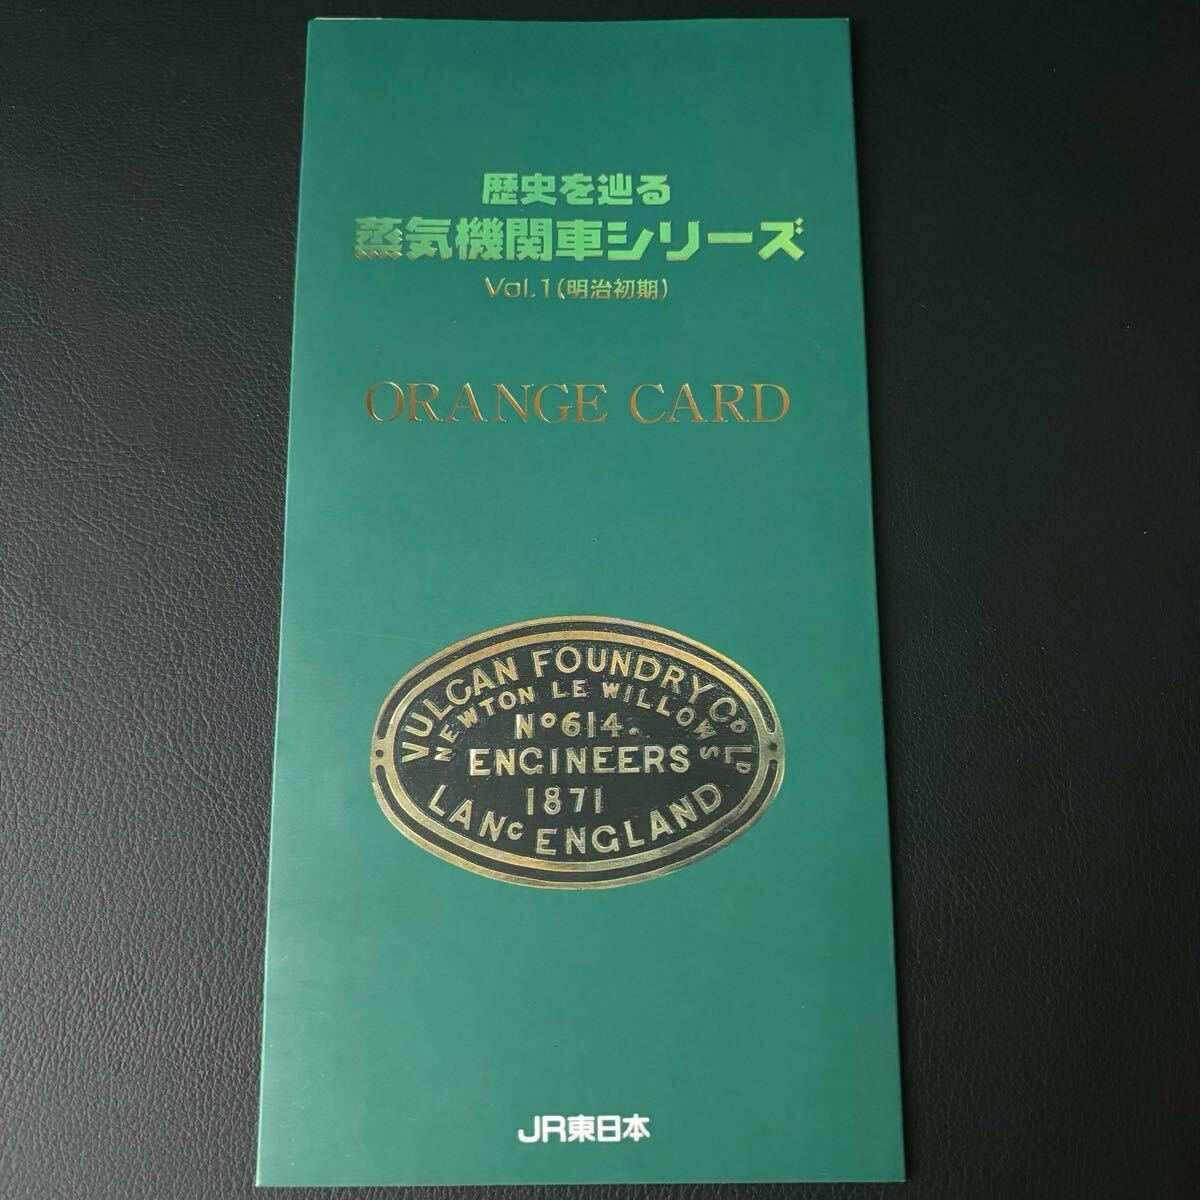 歴史を辿る
蒸気機関車シリーズ
Vol.1(明治初期)
ORANGE CARD
VULCAN FOUNDRY Co LD
NEWTON LE WILLOWS
No614.
ENGINEERS
1871
LANc ENGLAND
JR東日本